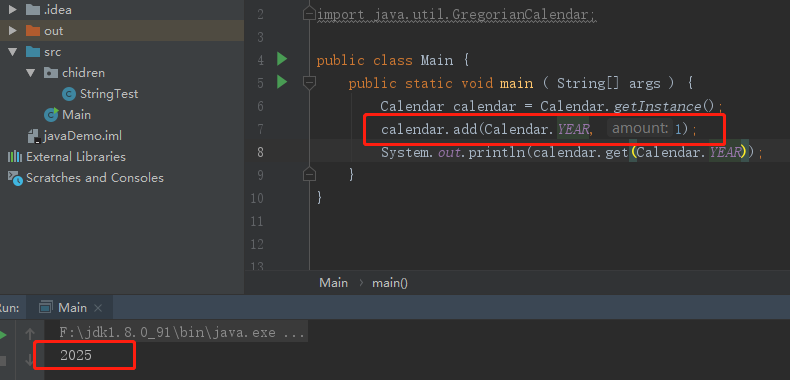 .idea
out
src
chidren
StringTest
Main
javaDemo.iml
External Libraries
Scratches and Consoles
2 import java.util.GregorianCalendar;
4 public class Main {
5 public static void main ( String[] args ) {
6 Calendar calendar = Calendar.getInstance();
7 calendar.add(Calendar.YEAR, amount: 1);
8 System.out.println(calendar.get(Calendar.YEAR));
9 }
10 }
11
12
13
Main > main()
Run: Main ×
F:\jdk1.8.0_91\bin\java.exe ...
2025